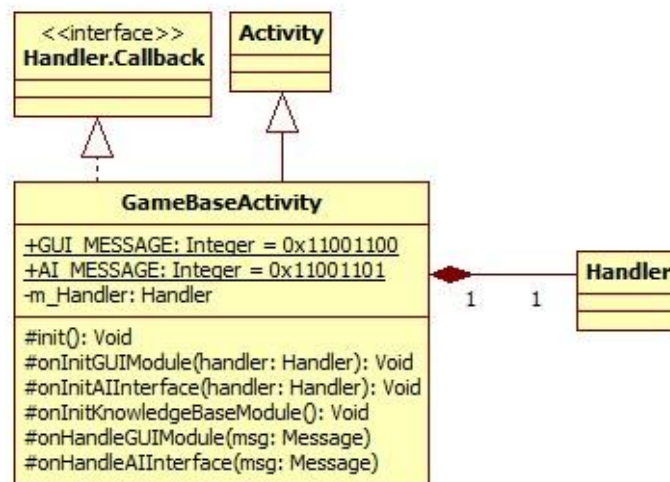 <<interface>>
Handler.Callback
Activity
GameBaseActivity
+GUI_MESSAGE: Integer = 0x11001100
+AI_MESSAGE: Integer = 0x11001101
-m_Handler: Handler
#init(): Void
#onInitGUIModule(handler: Handler): Void
#onInitAIInterface(handler: Handler): Void
#onInitKnowledgeBaseModule(): Void
#onHandleGUIModule(msg: Message)
#onHandleAIInterface(msg: Message)
1 1
Handler